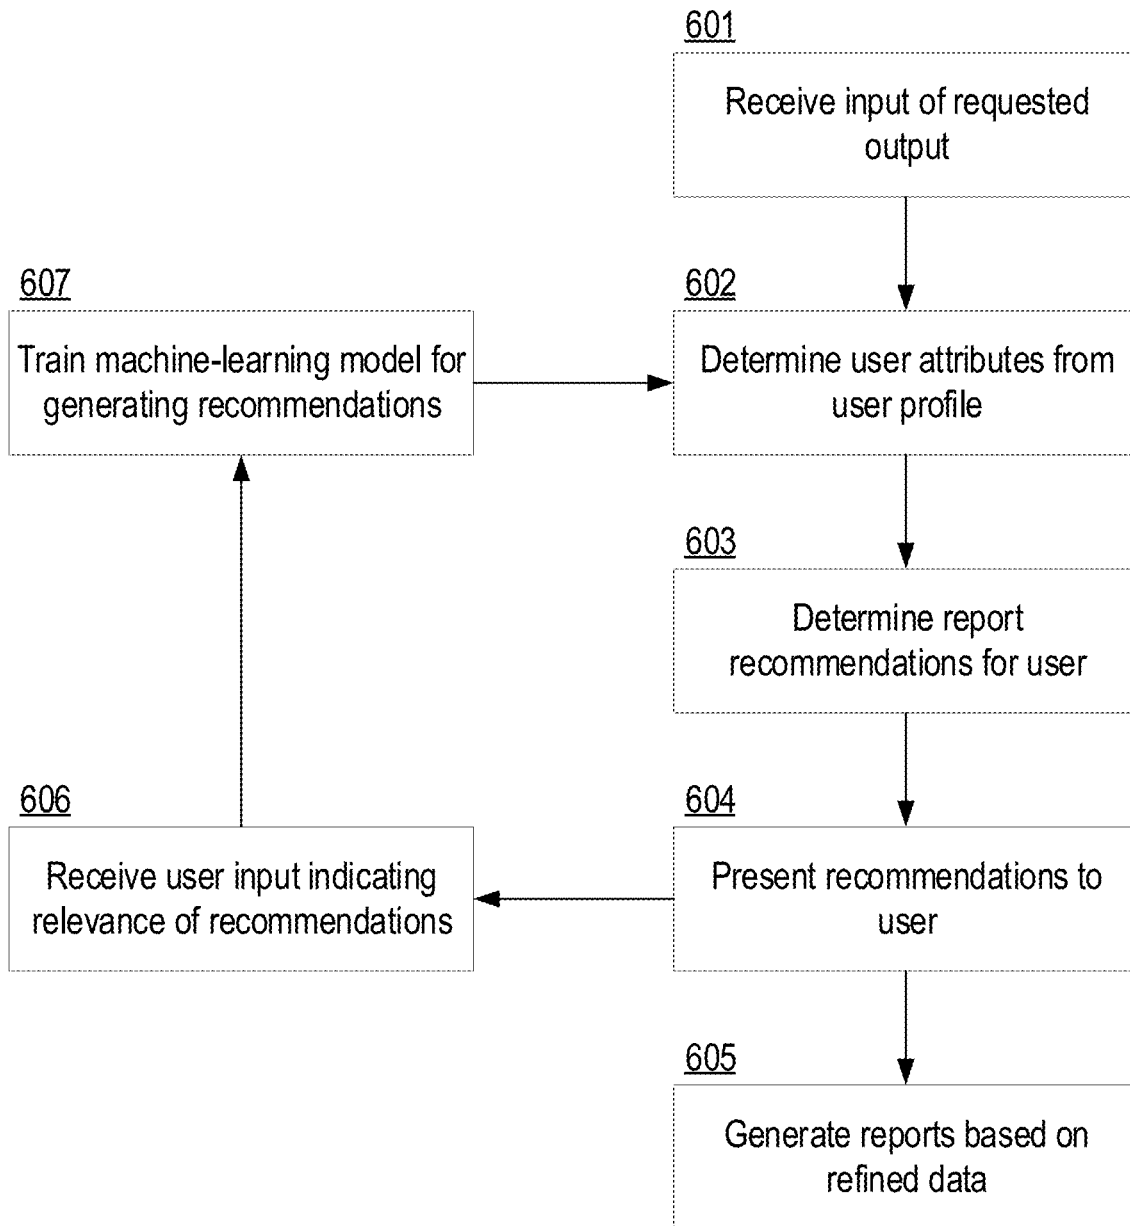 601
Receive input of requested
output
607
Train machine-learning model for
generating recommendations
602
Determine user attributes from
user profile
603
Determine report
recommendations for user
606
Receive user input indicating
relevance of recommendations
604
Present recommendations to
user
605
Generate reports based on
refined data